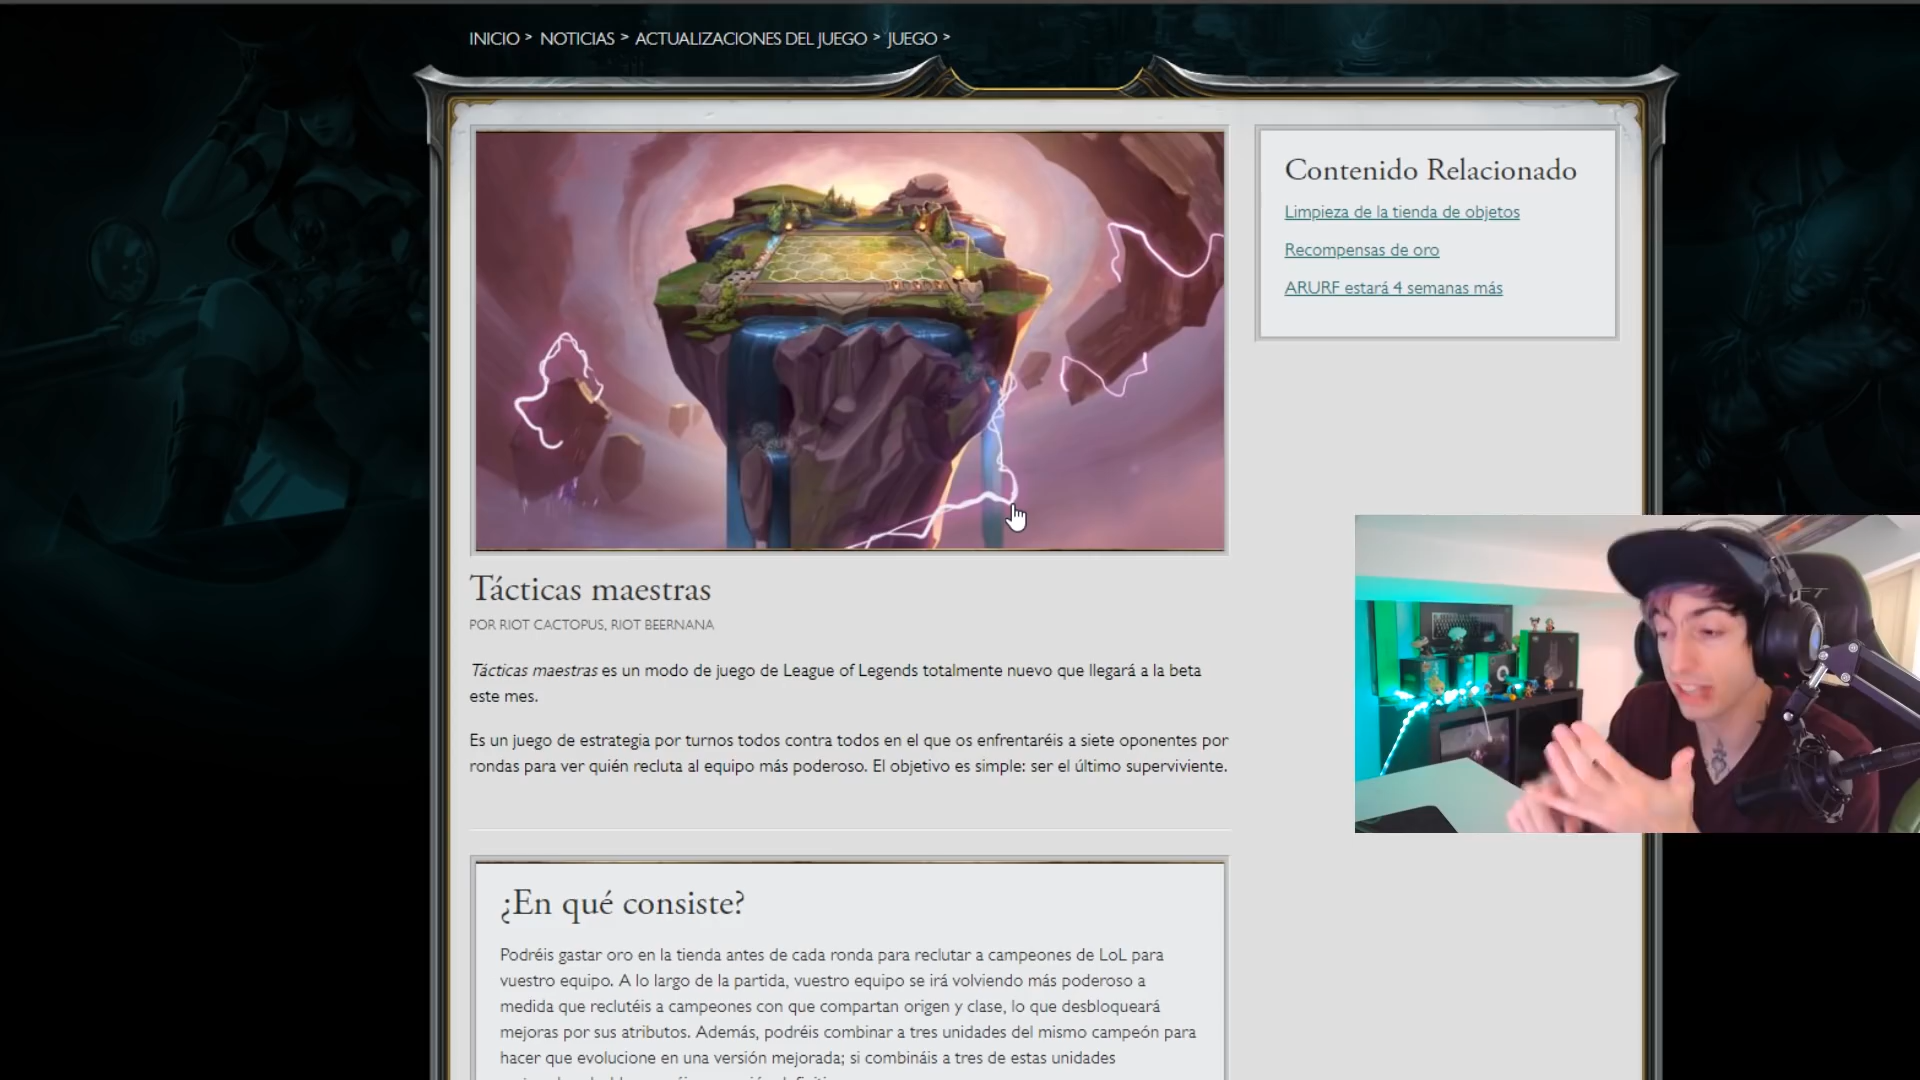 INICIO > NOTICIAS > ACTUALIZACIONES DEL JUEGO > JUEGO >
Contenido Relacionado
Limpieza de la tienda de objetos
Recompensas de oro
ARURF estará 4 semanas más
Tácticas maestras
POR RIOT CACTOPUS, RIOT BEERNANA
Tácticas maestras es un modo de juego de League of Legends totalmente nuevo que llegará a la beta
este mes.
Es un juego de estrategia por turnos todos contra todos en el que os enfrentaréis a siete oponentes por
rondas para ver quién recluta al equipo más poderoso. El objetivo es simple: ser el último superviviente.
¿En qué consiste?
Podréis gastar oro en la tienda antes de cada ronda para reclutar a campeones de LoL para
vuestro equipo. A lo largo de la partida, vuestro equipo se irá volviendo más poderoso a
medida que reclutéis a campeones con que compartan origen y clase, lo que desbloqueará
mejoras por sus atributos. Además, podréis combinar a tres unidades del mismo campeón para
hacer que evolucione en una versión mejorada; si combináis a tres de estas unidades